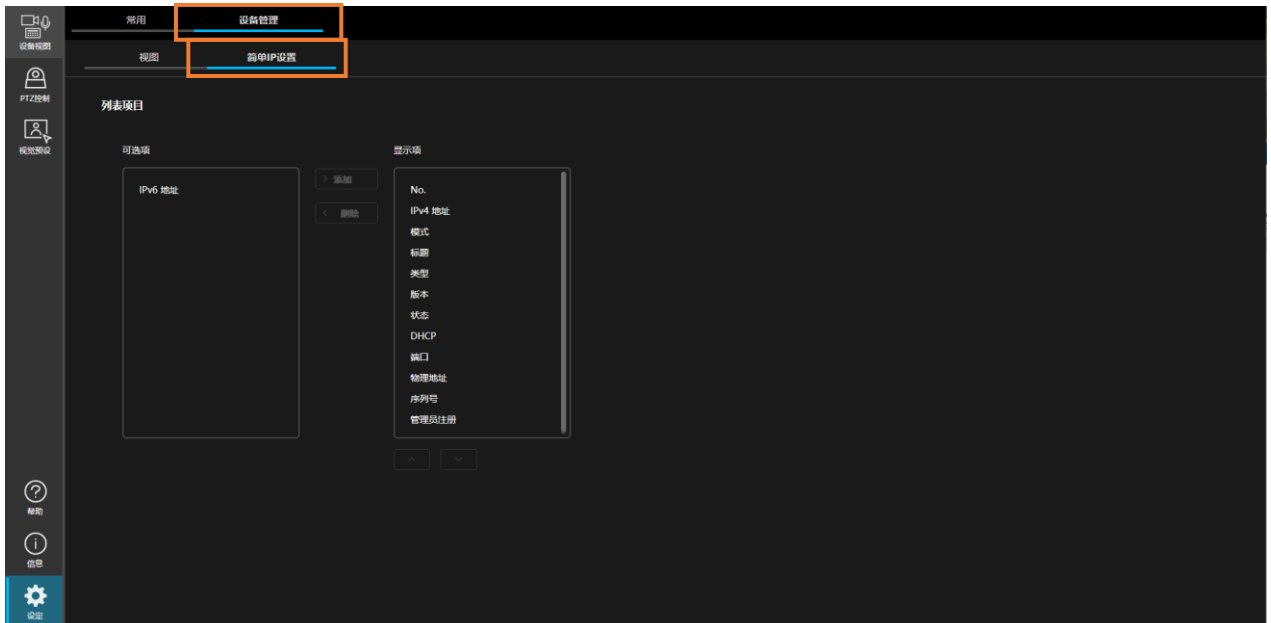 常用
设备管理
视图
简单IP设置
设备视图
PTZ控制
视觉预设
帮助
信息
设定
列表项目
可选项
IPv6 地址
> 添加
< 删除
显示项
No.
IPv4 地址
模式
标题
类型
版本
状态
DHCP
端口
物理地址
序列号
管理员注册